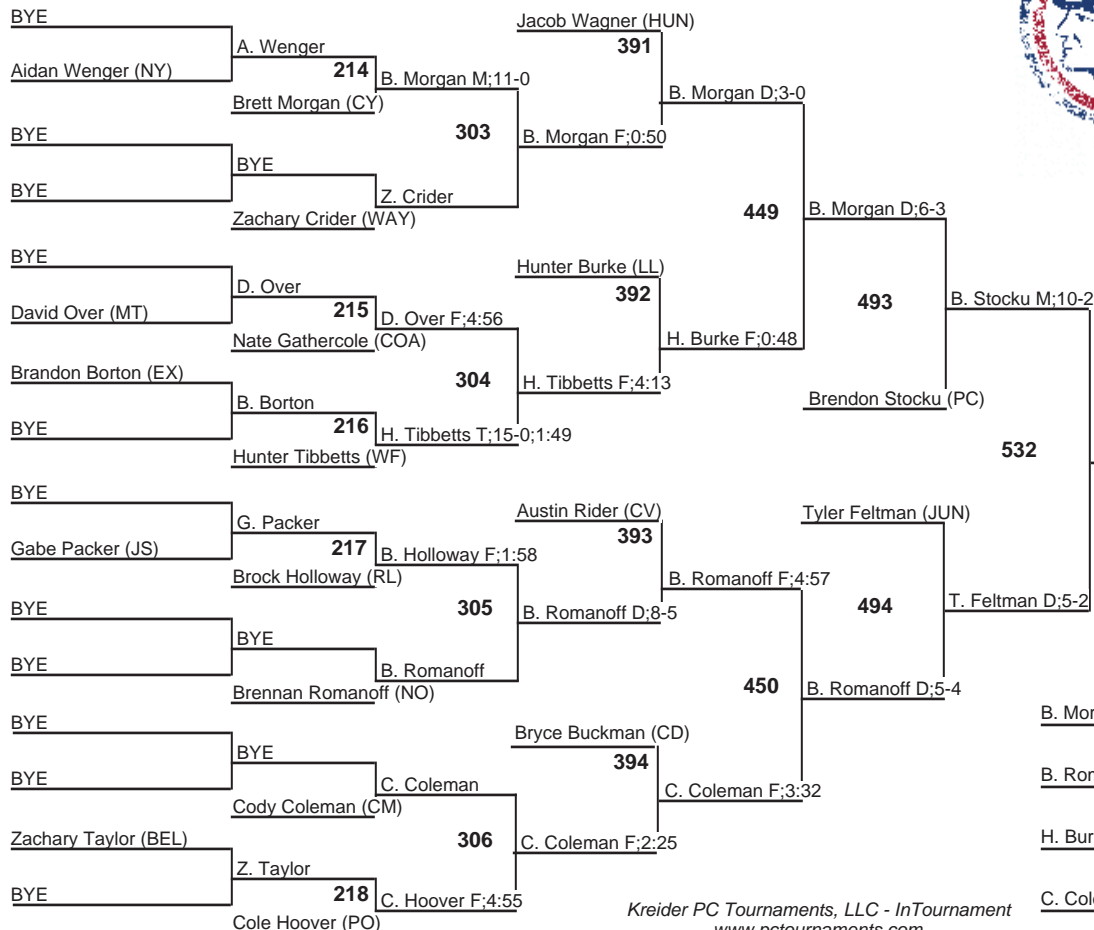 BYE
Aidan Wenger (NY)
A. Wenger
214
Brett Morgan (CY)
B. Morgan M;11-0
BYE
BYE
BYE
Zachary Crider (WAY)
Z. Crider
303
B. Morgan F;0:50
Jacob Wagner (HUN)
391
B. Morgan D;3-0
BYE
David Over (MT)
D. Over
215
Nate Gathercole (COA)
D. Over F;4:56
Brandon Borton (EX)
BYE
B. Borton
216
Hunter Tibbetts (WF)
H. Tibbetts T;15-0;1:49
304
H. Tibbetts F;4:13
Hunter Burke (LL)
392
H. Burke F;0:48
449
B. Morgan D;6-3
493
Brendon Stocku (PC)
B. Stocku M;10-2
532
BYE
Gabe Packer (JS)
G. Packer
217
Brock Holloway (RL)
B. Holloway F;1:58
BYE
BYE
BYE
Brennan Romanoff (NO)
B. Romanoff
305
B. Romanoff D;8-5
Austin Rider (CV)
393
B. Romanoff F;4:57
BYE
BYE
BYE
Cody Coleman (CM)
C. Coleman
Zachary Taylor (BEL)
BYE
Z. Taylor
218
Cole Hoover (PO)
C. Hoover F;4:55
306
C. Coleman F;2:25
Bryce Buckman (CD)
394
C. Coleman F;3:32
450
B. Romanoff D;5-4
Tyler Feltman (JUN)
494
T. Feltman D;5-2
B. Mor
B. Ror
H. Bur
C. Col
Kreider PC Tournaments, LLC - InTournament
www.pctournaments.com